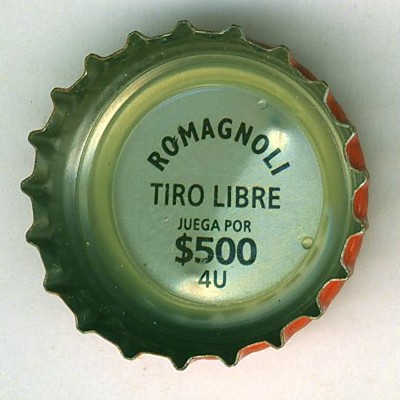 ROMAGNOLI
TIRO LIBRE
JUEGA POR
$500
4U